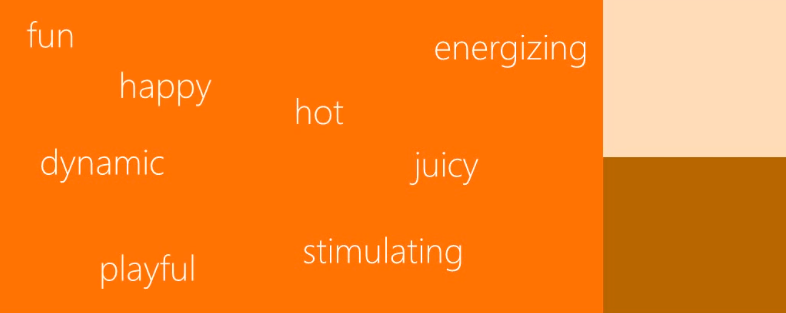 fun
energizing
happy
hot
dynamic
juicy
stimulating
playful